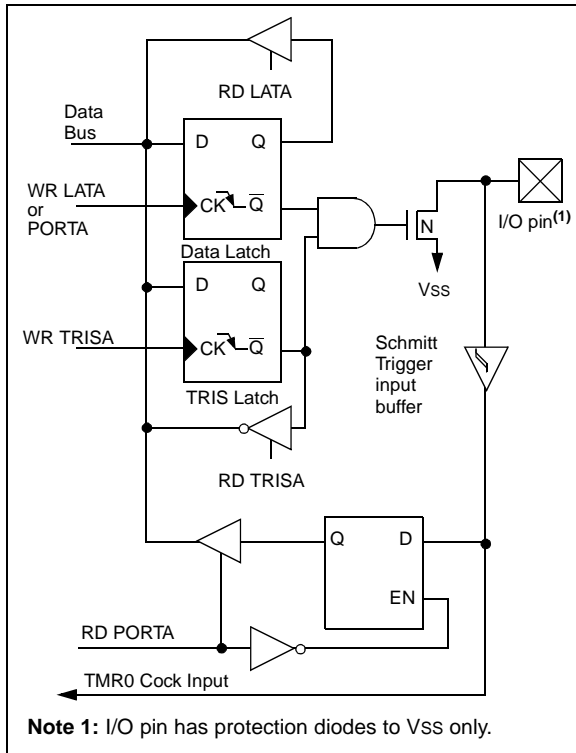 RD LATA
Data
Bus
D Q
WR LATA
or
PORTA
CK Q
N
I/O pin(1)
Data Latch
VSS
D Q
WR TRISA
CK Q
Schmitt
Trigger
input
buffer
TRIS Latch
RD TRISA
Q D
EN
RD PORTA
TMR0 Cock Input
Note 1: I/O pin has protection diodes to VSS only.